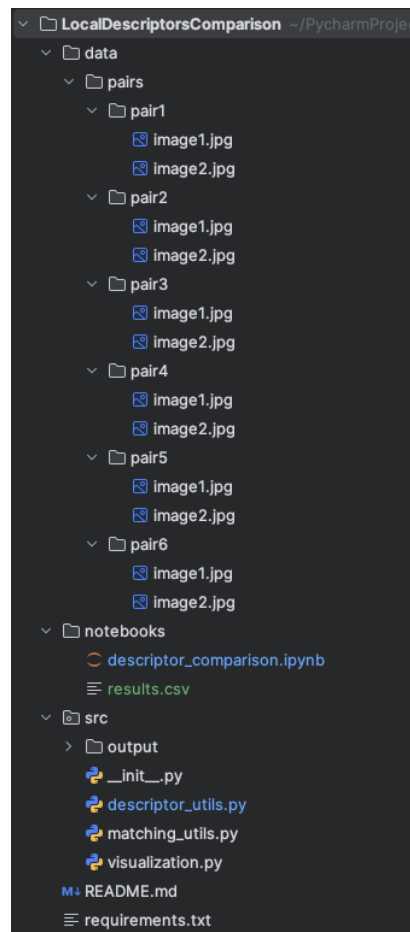 LocalDescriptorsComparison ~/PycharmProje
data
pairs
pair1
image1.jpg
image2.jpg
pair2
image1.jpg
image2.jpg
pair3
image1.jpg
image2.jpg
pair4
image1.jpg
image2.jpg
pair5
image1.jpg
image2.jpg
pair6
image1.jpg
image2.jpg
notebooks
descriptor_comparison.ipynb
results.csv
src
output
__init__.py
descriptor_utils.py
matching_utils.py
visualization.py
M↓ README.md
requirements.txt